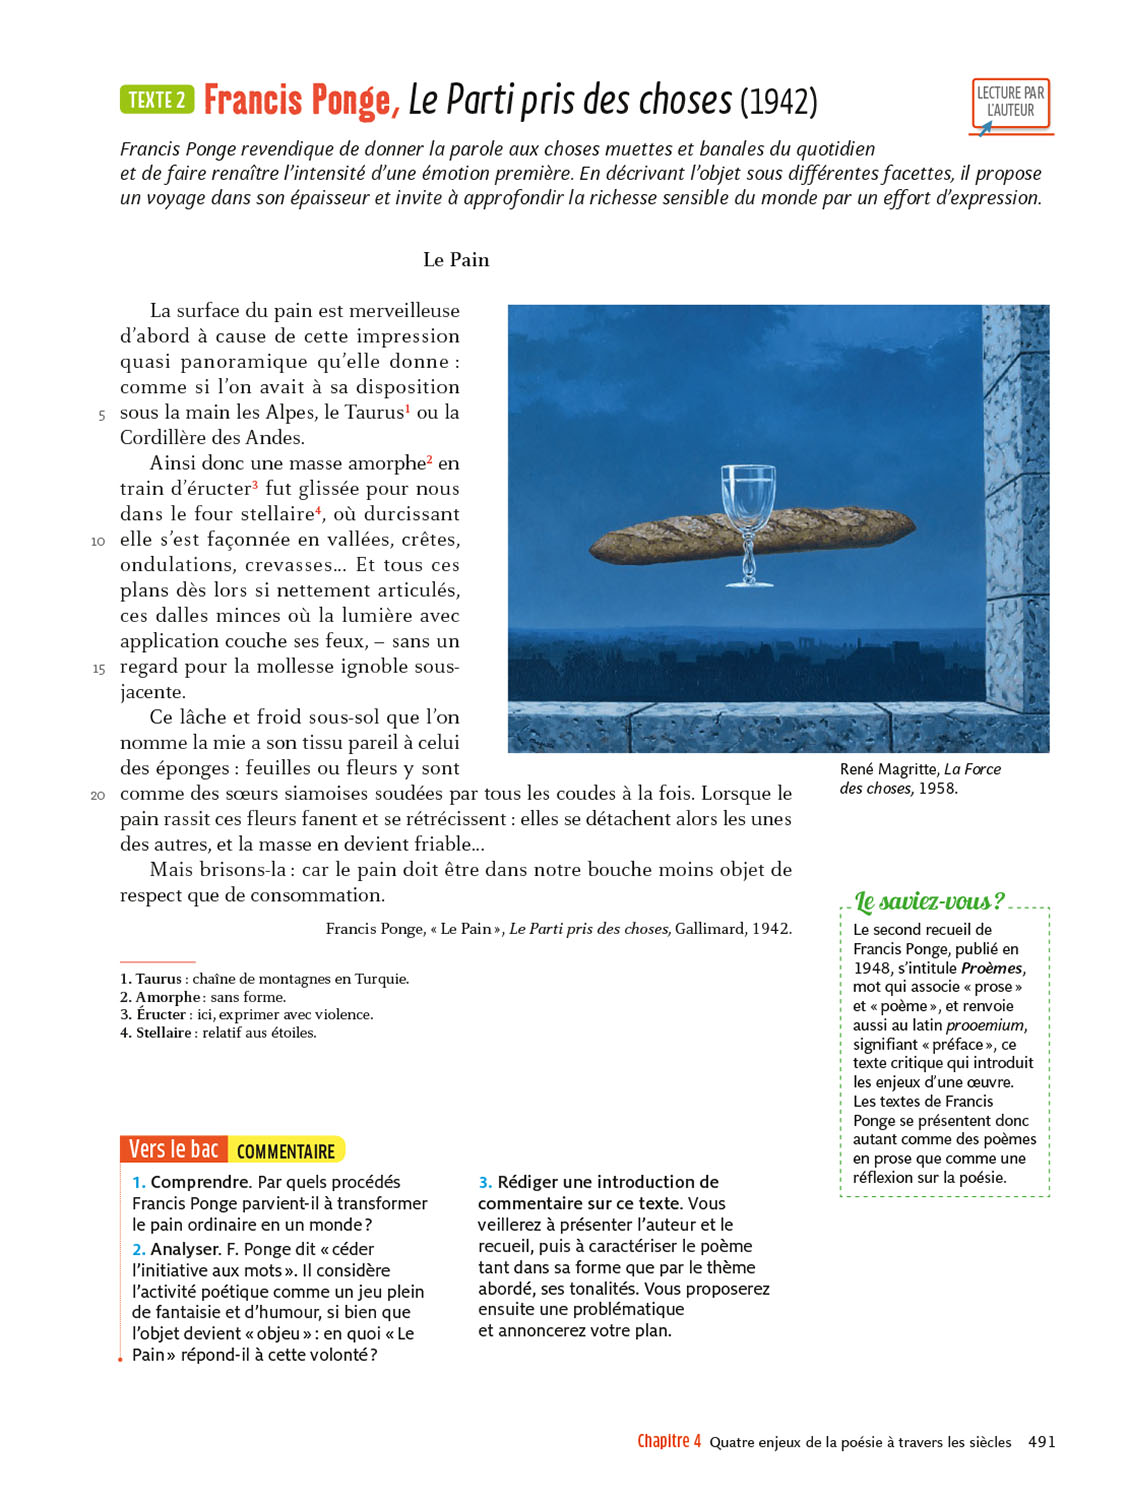 TEXTE 2 Francis Ponge, Le Parti pris des choses (1942)
LECTURE PAR
L'AUTEUR
Francis Ponge revendique de donner la parole aux choses muettes et banales du quotidien
et de faire renaître l'intensité d'une émotion première. En décrivant l'objet sous différentes facettes, il propose
un voyage dans son épaisseur et invite à approfondir la richesse sensible du monde par un effort d'expression.
Le Pain
La surface du pain est merveilleuse
d'abord à cause de cette impression
quasi panoramique qu'elle donne :
comme si l'on avait à sa disposition
5 sous la main les Alpes, le Taurus1 ou la
Cordillère des Andes.
Ainsi donc une masse amorphe2 en
train d'éructer3 fut glissée pour nous
dans le four stellaire4, où durcissant
10 elle s'est façonnée en vallées, crêtes,
ondulations, crevasses... Et tous ces
plans dès lors si nettement articulés,
ces dalles minces où la lumière avec
application couche ses feux, – sans un
15 regard pour la mollesse ignoble sous-
jacente.
Ce lâche et froid sous-sol que l'on
nomme la mie a son tissu pareil à celui
des éponges : feuilles ou fleurs y sont
20 comme des sœurs siamoises soudées par tous les coudes à la fois. Lorsque le
pain rassit ces fleurs fanent et se rétrécissent : elles se détachent alors les unes
des autres, et la masse en devient friable...
Mais brisons-la : car le pain doit être dans notre bouche moins objet de
respect que de consommation.
Francis Ponge, « Le Pain », Le Parti pris des choses, Gallimard, 1942.
1. Taurus : chaîne de montagnes en Turquie.
2. Amorphe : sans forme.
3. Éructer : ici, exprimer avec violence.
4. Stellaire : relatif aus étoiles.
René Magritte, La Force
des choses, 1958.
Le saviez-vous ?
Le second recueil de
Francis Ponge, publié en
1948, s'intitule Proèmes,
mot qui associe « prose »
et « poème », et renvoie
aussi au latin prooemium,
signifiant « préface », ce
texte critique qui introduit
les enjeux d'une œuvre.
Les textes de Francis
Ponge se présentent donc
autant comme des poèmes
en prose que comme une
réflexion sur la poésie.
Vers le bac COMMENTAIRE
1. Comprendre. Par quels procédés
Francis Ponge parvient-il à transformer
le pain ordinaire en un monde ?
2. Analyser. F. Ponge dit « céder
l'initiative aux mots ». Il considère
l'activité poétique comme un jeu plein
de fantaisie et d'humour, si bien que
l'objet devient « objeu » : en quoi « Le
Pain » répond-il à cette volonté ?
3. Rédiger une introduction de
commentaire sur ce texte. Vous
veillerez à présenter l'auteur et le
recueil, puis à caractériser le poème
tant dans sa forme que par le thème
abordé, ses tonalités. Vous proposerez
ensuite une problématique
et annoncerez votre plan.
Chapitre 4 Quatre enjeux de la poésie à travers les siècles 491